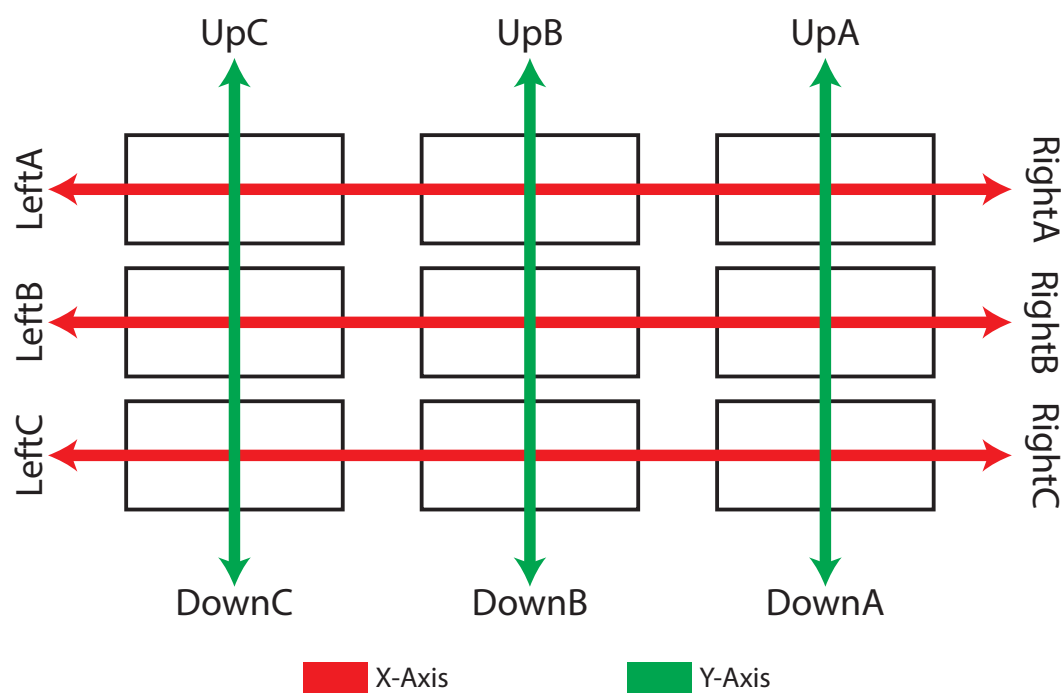 UpC UpB UpA
LeftA
RightA
LeftB
RightB
LeftC
RightC
DownC DownB DownA
X-Axis Y-Axis